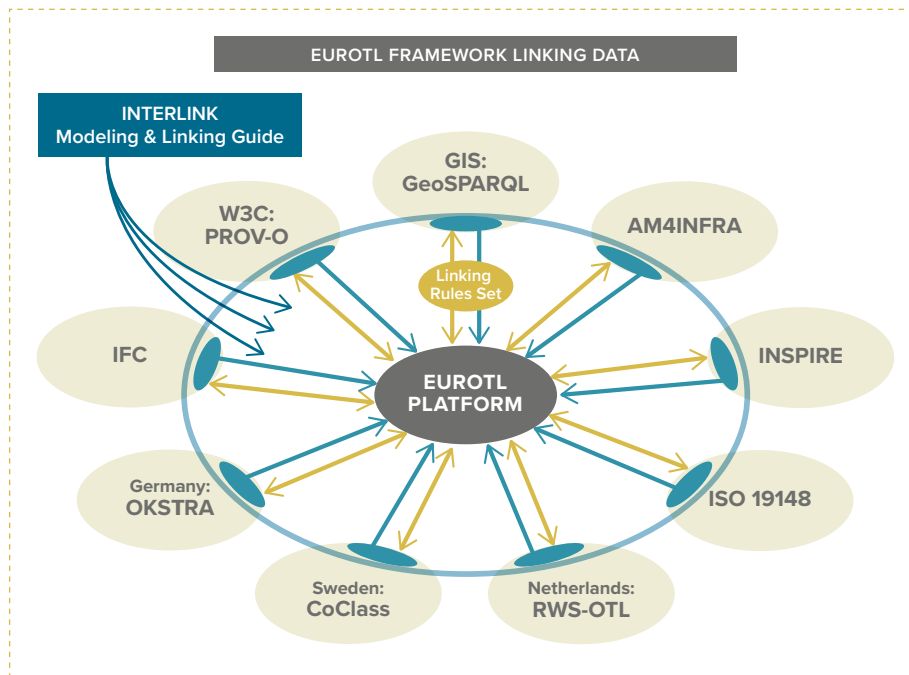 EUROTL FRAMEWORK LINKING DATA
INTERLINK
Modeling & Linking Guide
GIS:
GeoSPARQL
W3C:
PROV-O
AM4INFRA
Linking
Rules Set
IFC
INSPIRE
EUROTL
PLATFORM
Germany:
OKSTRA
ISO 19148
Sweden:
CoClass
Netherlands:
RWS-OTL